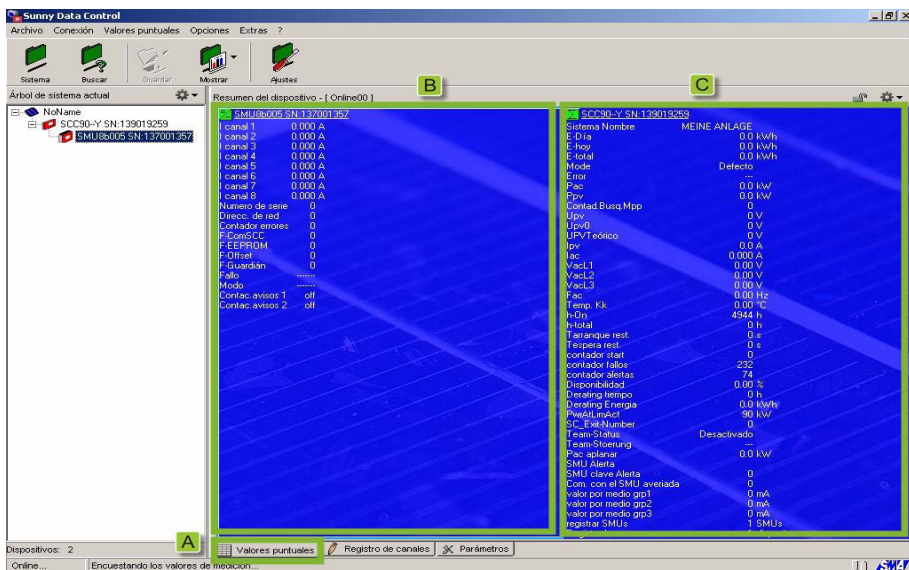 Sunny Data Control
Archivo Conexión Valores puntuales Opciones Extras ?
Sistema Buscar Guardar Mostrar Ajustes
Árbol de sistema actual
Resumen del dispositivo - [ Online00 ]
B
C
NoName
SCC90--Y SN:139019259
SMU8b005 SN:137001357
SMU8b005 SN:137001357
I canal 1 0.000 A
I canal 2 0.000 A
I canal 3 0.000 A
I canal 4 0.000 A
I canal 5 0.000 A
I canal 6 0.000 A
I canal 7 0.000 A
I canal 8 0.000 A
Numero de serie 0
Direcc. de red 0
Contador errores 0
F-ComSCC 0
F-EEPROM 0
F-Offset 0
F-Guardián 0
Fallo -------
Modo -------
Contac.avisos 1 off
Contac.avisos 2 off
SCC90--Y SN:139019259
Sistema Nombre MEINE ANLAGE
E-Dia 0.0 kWh
E-hoy 0.0 kWh
E-total 0.0 kWh
Mode Defecto
Error ---
Pac 0.0 kW
Ppv 0.0 kW
Contad.Busq.Mpp 0
Upv 0 V
Upv0 0 V
UPVTeórico 0 V
Ipv 0.0 A
Iac 0.000 A
VacL1 0.00 V
VacL2 0.00 V
VacL3 0.00 V
Fac 0.00 Hz
Temp. Kk 0.00 °C
h-On 4944 h
h-total 0 h
Tarranque rest. 0 s
Tespera rest. 0 s
contador start 0
contador fallos 232
contador alertas 74
Disponibilidad 0.00 %
Derating tiempo 0 h
Derating Energia 0.0 kWh
PwrAtLimAct 90 kW
SC_Exit-Number 0
Team-Status Desactivado
Team-Stoerung ---
Pac aplanar 0.0 kW
SMU Alerta
SMU clave Alerta 0
Com. con el SMU averiada 0
valor por medio grp1 0 mA
valor por medio grp2 0 mA
valor por medio grp3 0 mA
registrar SMUs 1 SMUs
Dispositivos: 2
A
Valores puntuales Registro de canales Parámetros
Online... Encuestando los valores de medición...
SMA